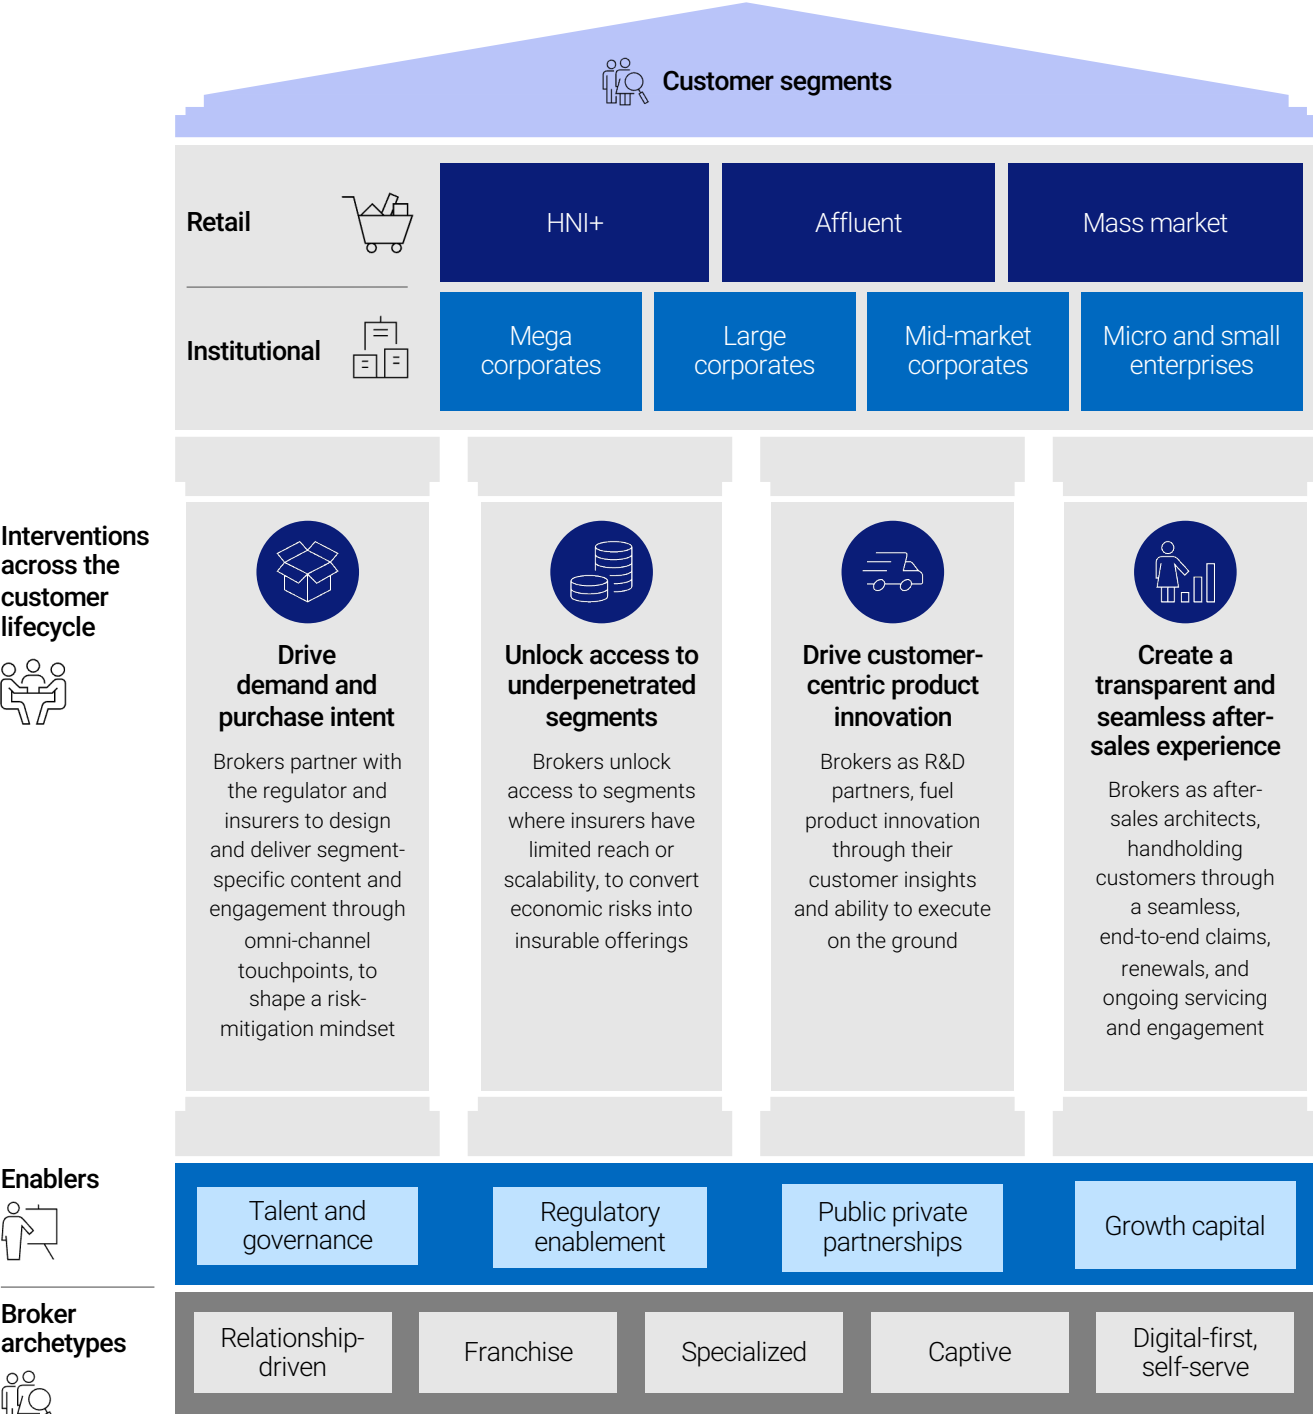 Customer segments
Retail
HNI+
Affluent
Mass market
Institutional
Mega
corporates
Large
corporates
Mid-market
corporates
Micro and small
enterprises
Interventions
across the
customer
lifecycle
Drive
demand and
purchase intent
Brokers partner with
the regulator and
insurers to design
and deliver segment-
specific content and
engagement through
omni-channel
touchpoints, to
shape a risk-
mitigation mindset
Unlock access to
underpenetrated
segments
Brokers unlock
access to segments
where insurers have
limited reach or
scalability, to convert
economic risks into
insurable offerings
Drive customer-
centric product
innovation
Brokers as R&D
partners, fuel
product innovation
through their
customer insights
and ability to execute
on the ground
Create a
transparent and
seamless after-
sales experience
Brokers as after-
sales architects,
handholding
customers through
a seamless,
end-to-end claims,
renewals, and
ongoing servicing
and engagement
Enablers
Talent and
governance
Regulatory
enablement
Public private
partnerships
Growth capital
Broker
archetypes
Relationship-
driven
Franchise
Specialized
Captive
Digital-first,
self-serve